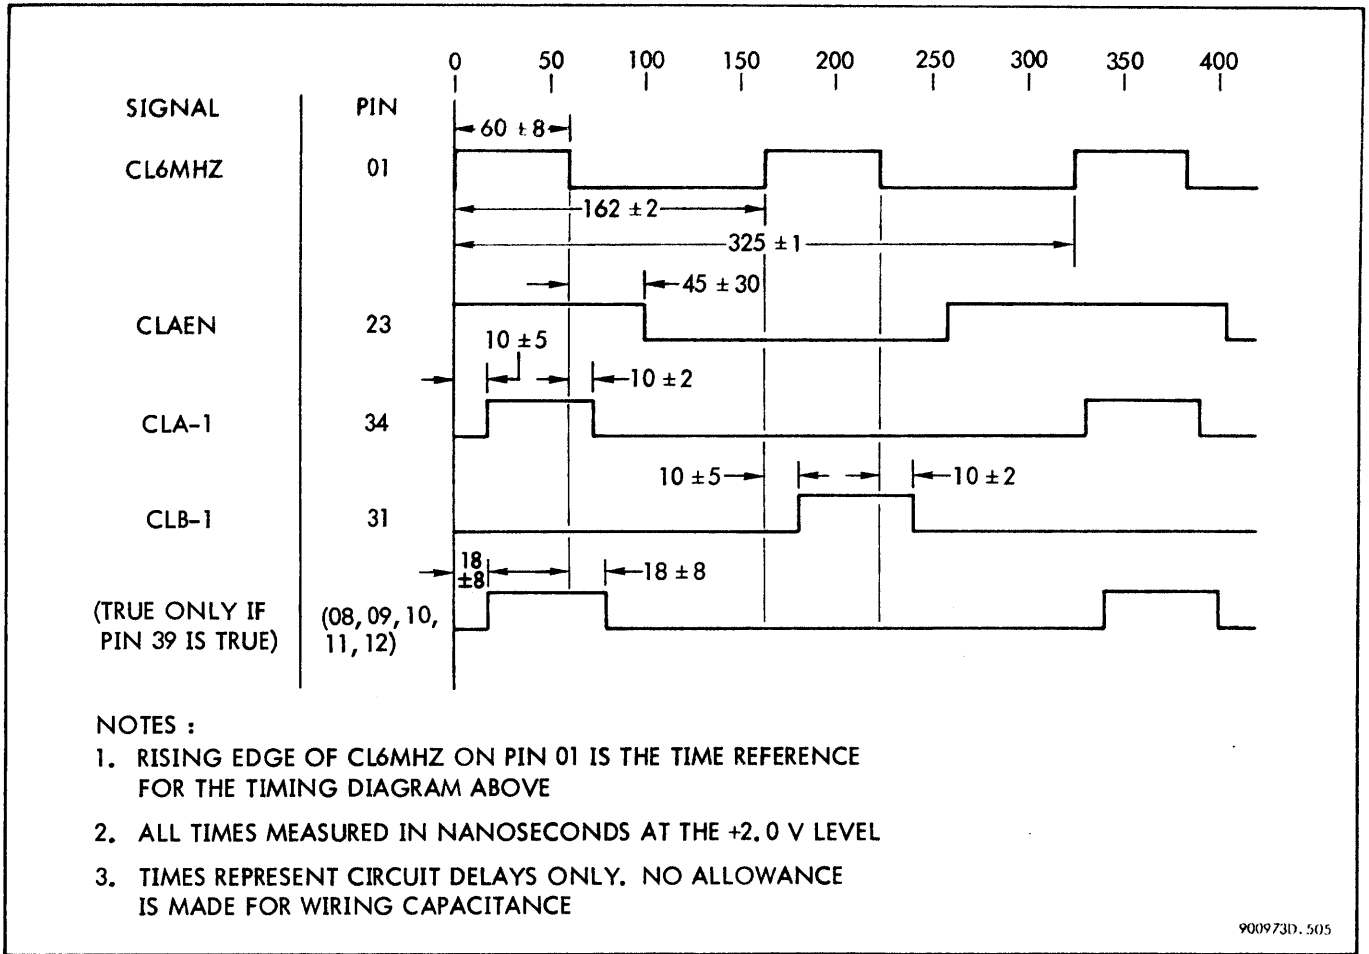 0 50 100 150 200 250 300 350 400
SIGNAL PIN
60 ±8
CL6MHZ 01
162 ±2
325 ±1
45 ±30
CLAEN 23
10 ±5
10 ±2
CLA-1 34
10 ±5 10 ±2
CLB-1 31
18
±8
18 ±8
(TRUE ONLY IF (08, 09, 10,
PIN 39 IS TRUE) 11, 12)
NOTES :
1. RISING EDGE OF CL6MHZ ON PIN 01 IS THE TIME REFERENCE
FOR THE TIMING DIAGRAM ABOVE
2. ALL TIMES MEASURED IN NANOSECONDS AT THE +2.0 V LEVEL
3. TIMES REPRESENT CIRCUIT DELAYS ONLY. NO ALLOWANCE
IS MADE FOR WIRING CAPACITANCE
900973D.505